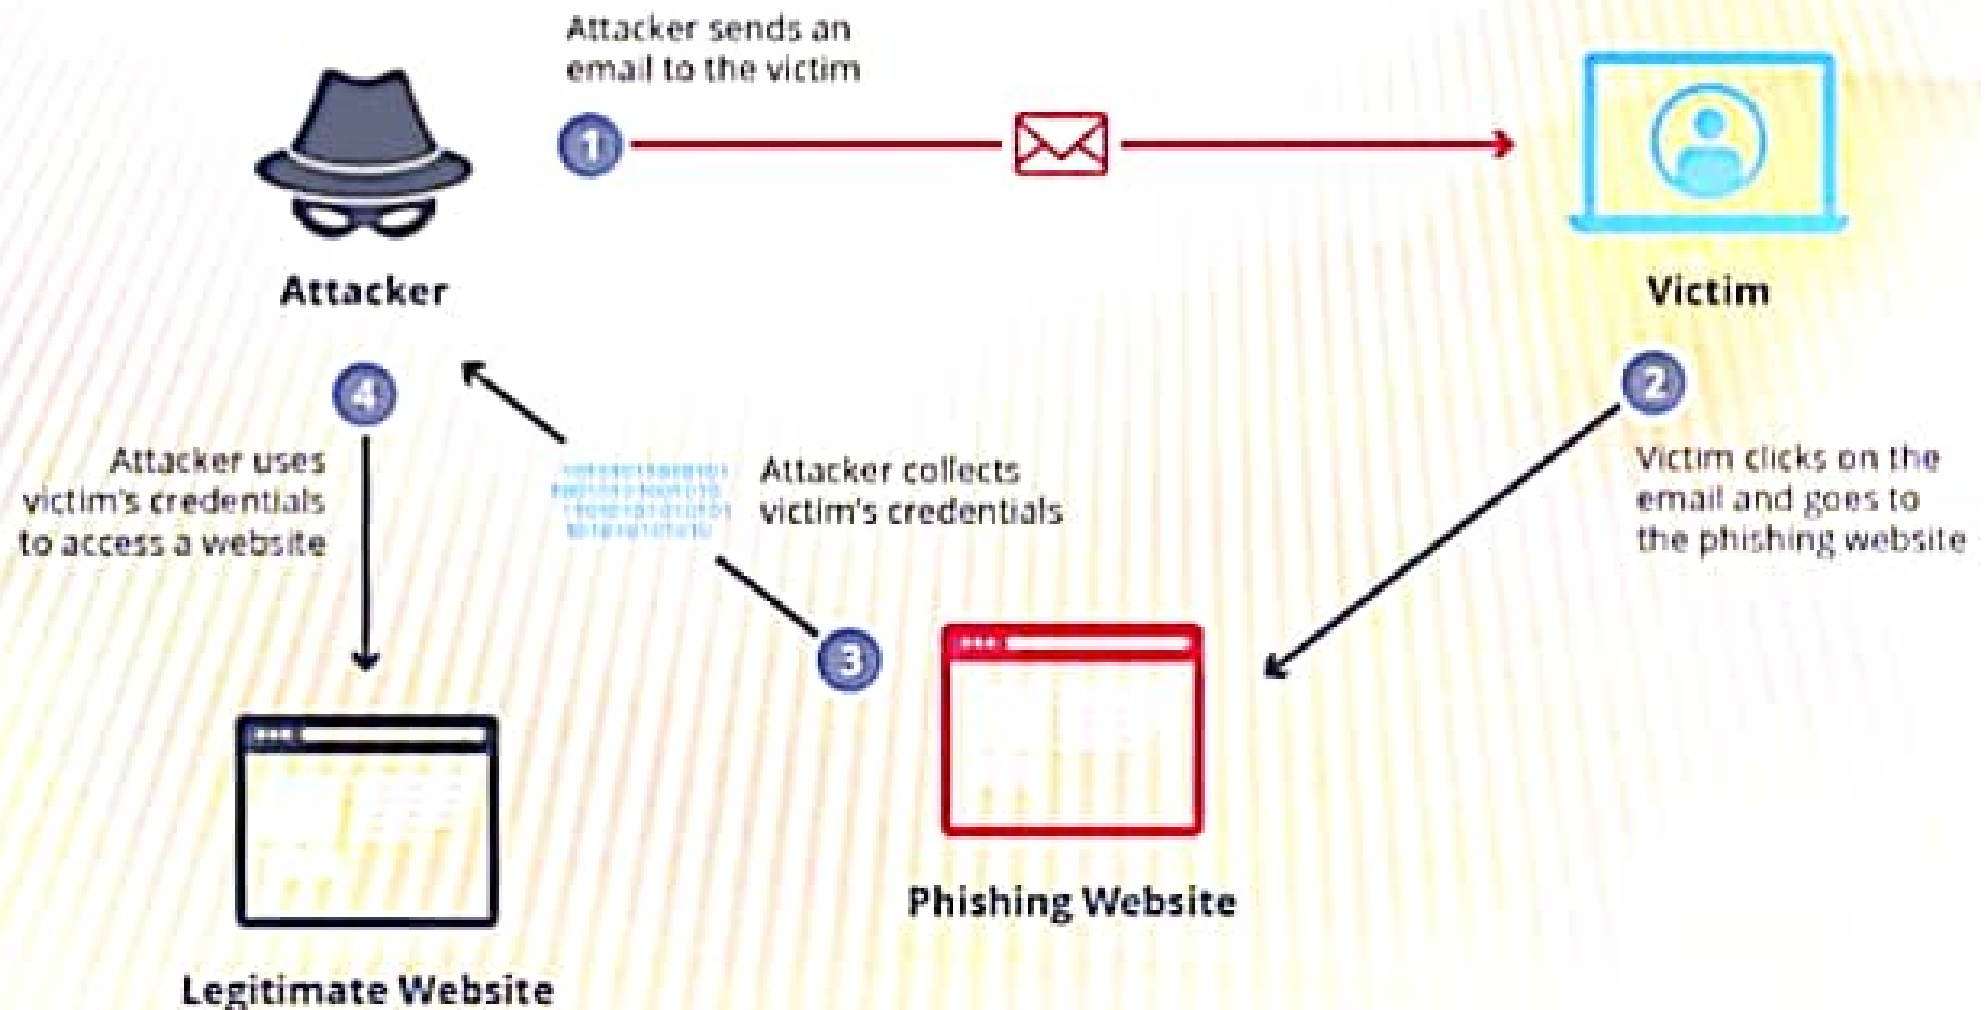 Attacker sends an
email to the victim
1
Attacker
Victim
4
2
Attacker uses
victim's credentials
to access a website
Attacker collects
victim's credentials
Victim clicks on the
email and goes to
the phishing website
3
Phishing Website
Legitimate Website